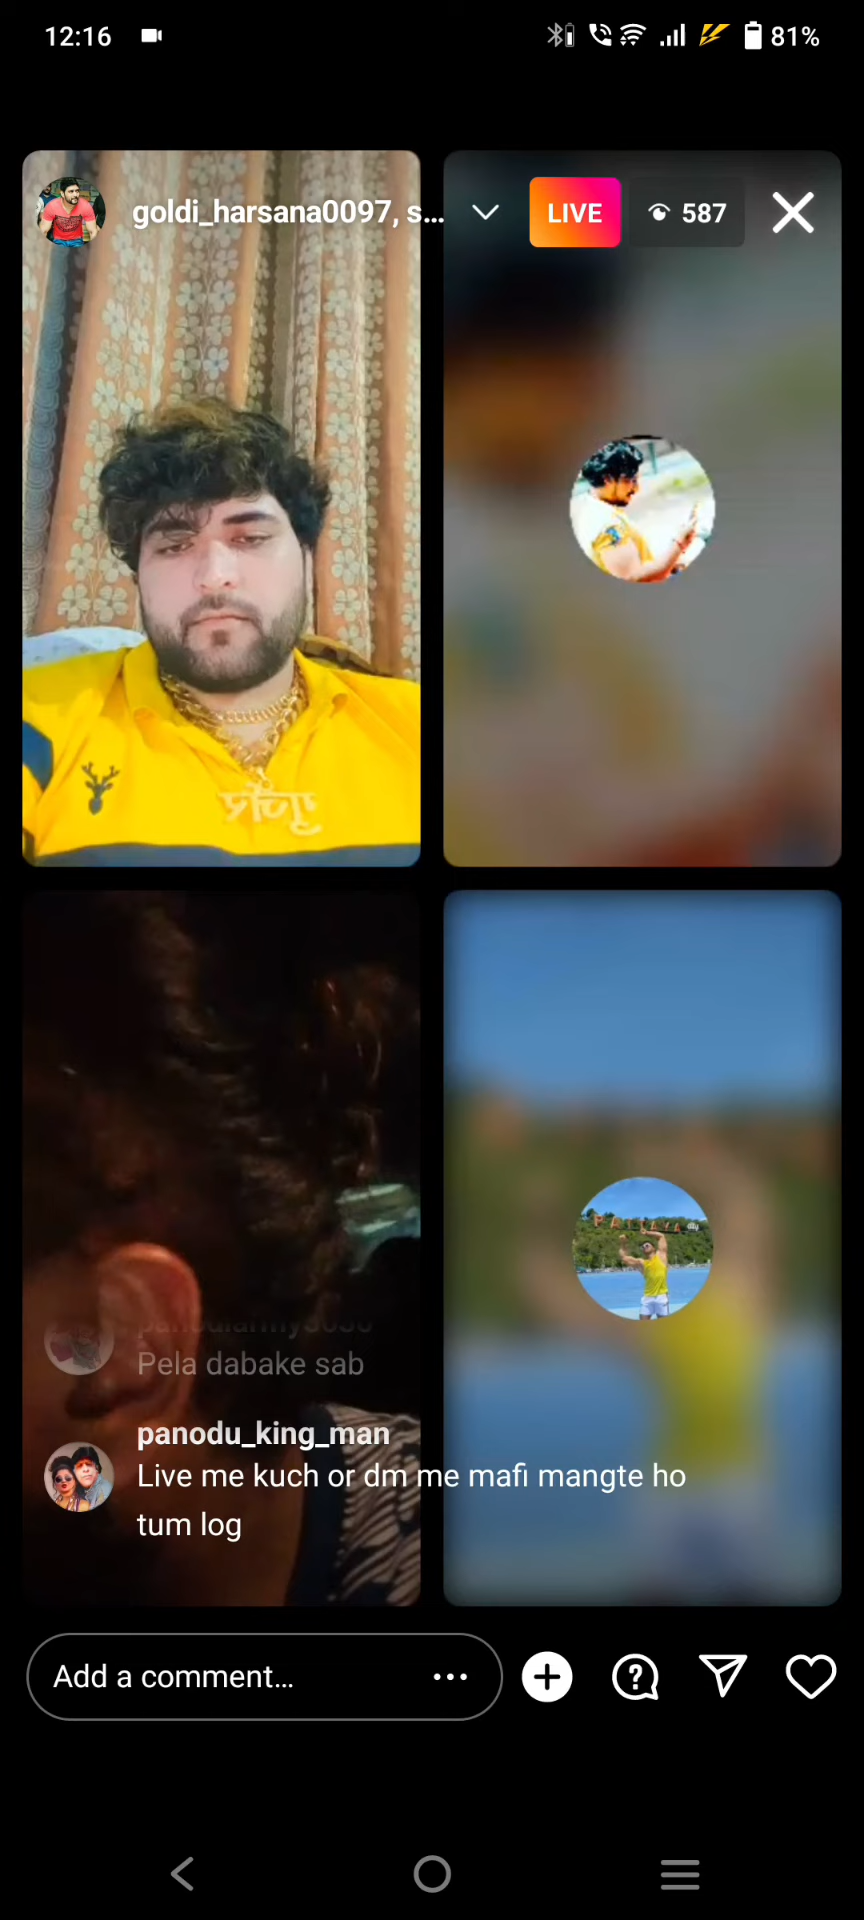 12:16
81%
goldi_harsana0097, s...
LIVE
587
Pela dabake sab
panodu_king_man
Live me kuch or dm me mafi mangte ho
tum log
Add a comment...